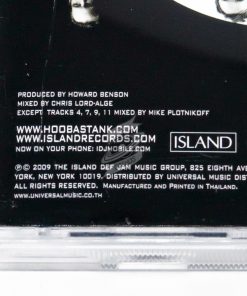 PRODUCED BY HOWARD BENSON
MIXED BY CHRIS LORD-ALGE
EXCEPT TRACKS 4, 7, 9, 11 MIXED BY MIKE PLOTNIKOFF
WWW.HOOBASTANK.COM
WWW.ISLANDRECORDS.COM
NOW ON YOUR PHONE: IDJMOBILE.COM
ISLAND
℗© 2009 THE ISLAND DEF JAM MUSIC GROUP, 825 EIGHTH AVE
YORK, NEW YORK 10019. DISTRIBUTED BY UNIVERSAL MUSIC DIST
ALL RIGHTS RESERVED. MANUFACTURED AND PRINTED IN THAILAND.
WWW.UNIVERSALMUSIC.CO.TH